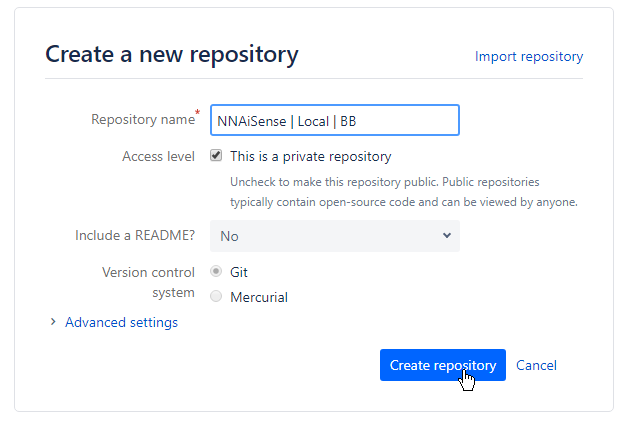 Create a new repository
Import repository
Repository name*
NNAiSense | Local | BB
Access level
This is a private repository
Uncheck to make this repository public. Public repositories
typically contain open-source code and can be viewed by anyone.
Include a README?
No
Version control
system
Git
Mercurial
Advanced settings
Create repository
Cancel